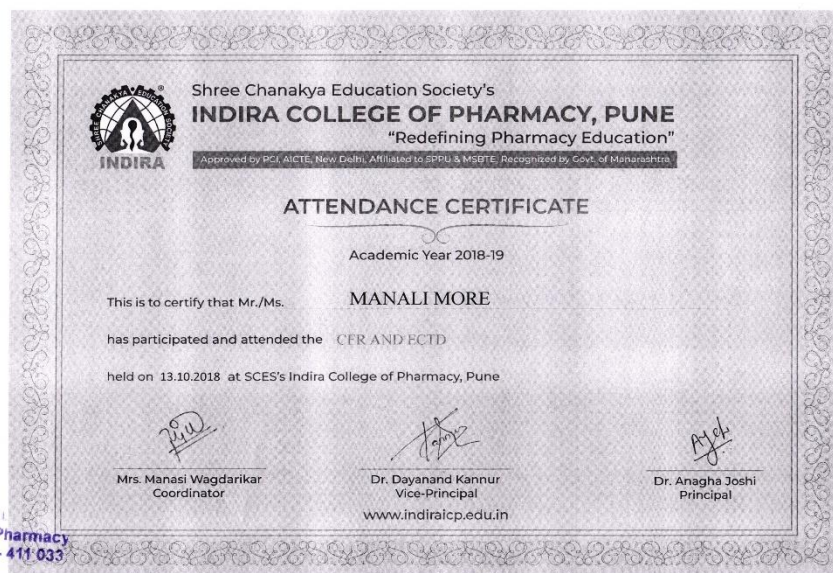 SHREE CHANAKYA EDUCATION SOCIETY
®
INDIRA
Shree Chanakya Education Society's
INDIRA COLLEGE OF PHARMACY, PUNE
"Redefining Pharmacy Education"
Approved by PCI, AICTE, New Delhi, Affiliated to SPPU & MSBTE, Recognized by Govt. of Maharashtra
ATTENDANCE CERTIFICATE
Academic Year 2018-19
This is to certify that Mr./Ms. MANALI MORE
has participated and attended the CFR AND ECTD
held on 13.10.2018 at SCES's Indira College of Pharmacy, Pune
Mrs. Manasi Wagdarikar
Coordinator
Dr. Dayanand Kannur
Vice-Principal
Dr. Anagha Joshi
Principal
www.indiraicp.edu.in
Pharmacy
411 033